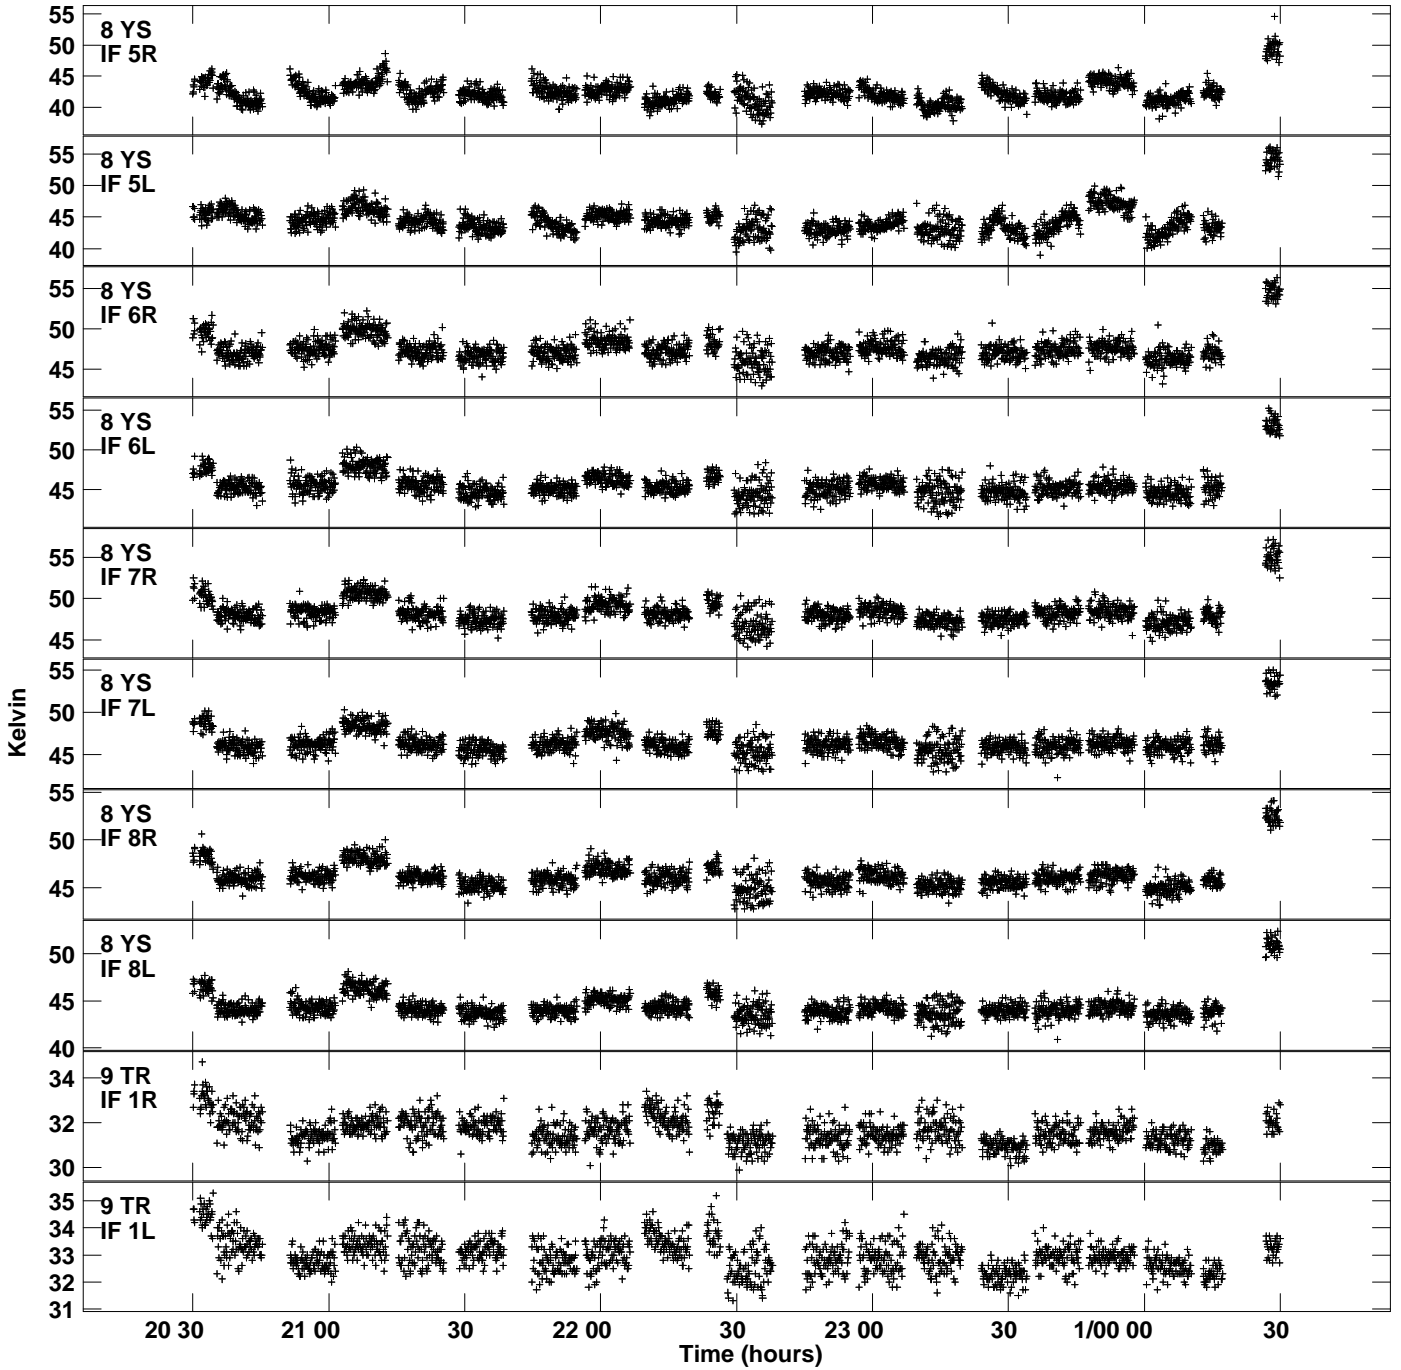 55
50
45
40
8 YS
IF 5R
55
50
45
40
8 YS
IF 5L
55
50
45
8 YS
IF 6R
55
50
45
8 YS
IF 6L
55
50
45
8 YS
IF 7R
55
50
45
8 YS
IF 7L
55
50
45
8 YS
IF 8R
50
45
40
8 YS
IF 8L
34
32
30
9 TR
IF 1R
35
34
33
32
31
9 TR
IF 1L
Kelvin
20 30 21 00 30 22 00 30 23 00 30 1/00 00 30
Time (hours)